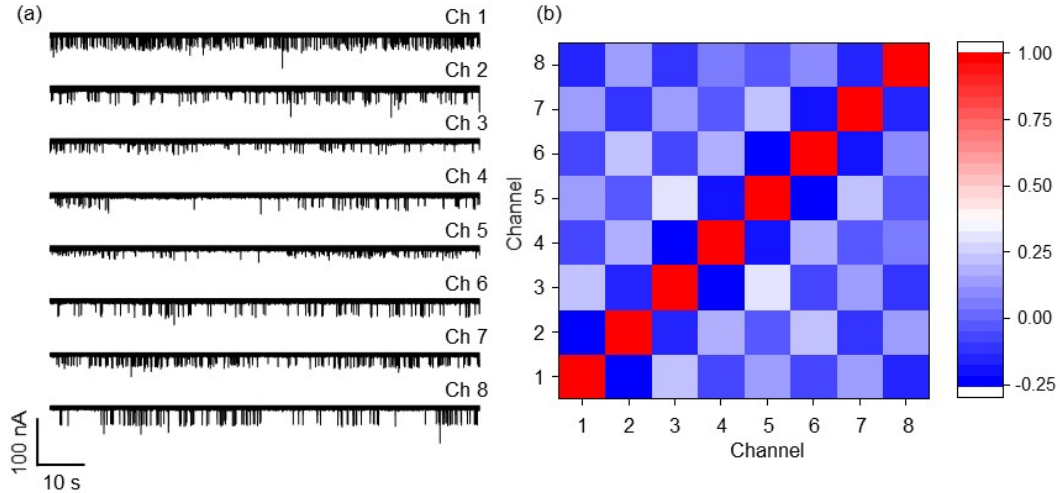 (a)
Ch 1
Ch 2
Ch 3
Ch 4
Ch 5
Ch 6
Ch 7
Ch 8
100 nA
10 s
(b)
Channel
8
7
6
5
4
3
2
1
1 2 3 4 5 6 7 8
Channel
1.00
0.75
0.50
0.25
0.00
-0.25